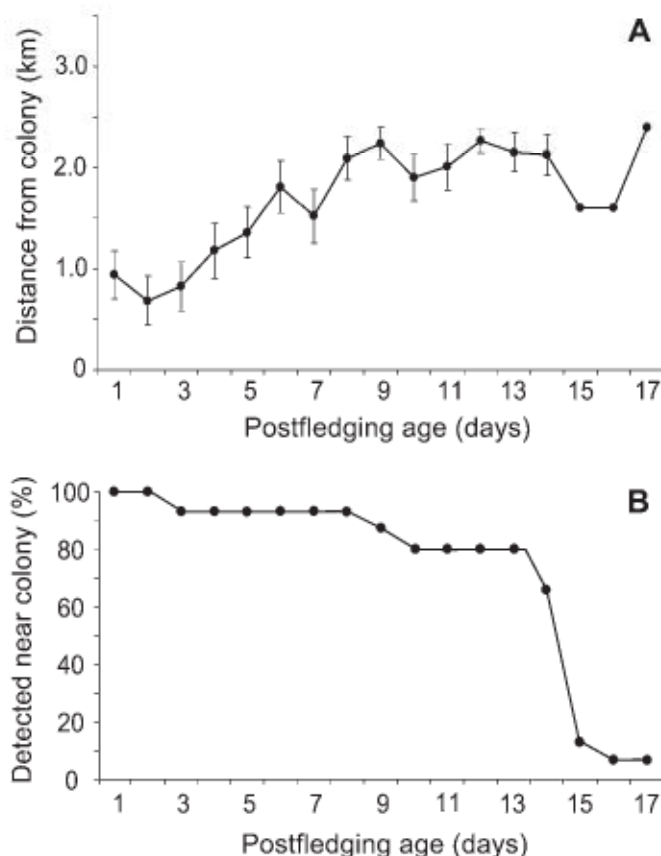 A
Distance from colony (km)
3.0
2.0
1.0
0
1 3 5 7 9 11 13 15 17
Postfledging age (days)
B
Detected near colony (%)
100
80
60
40
20
0
1 3 5 7 9 11 13 15 17
Postfledging age (days)